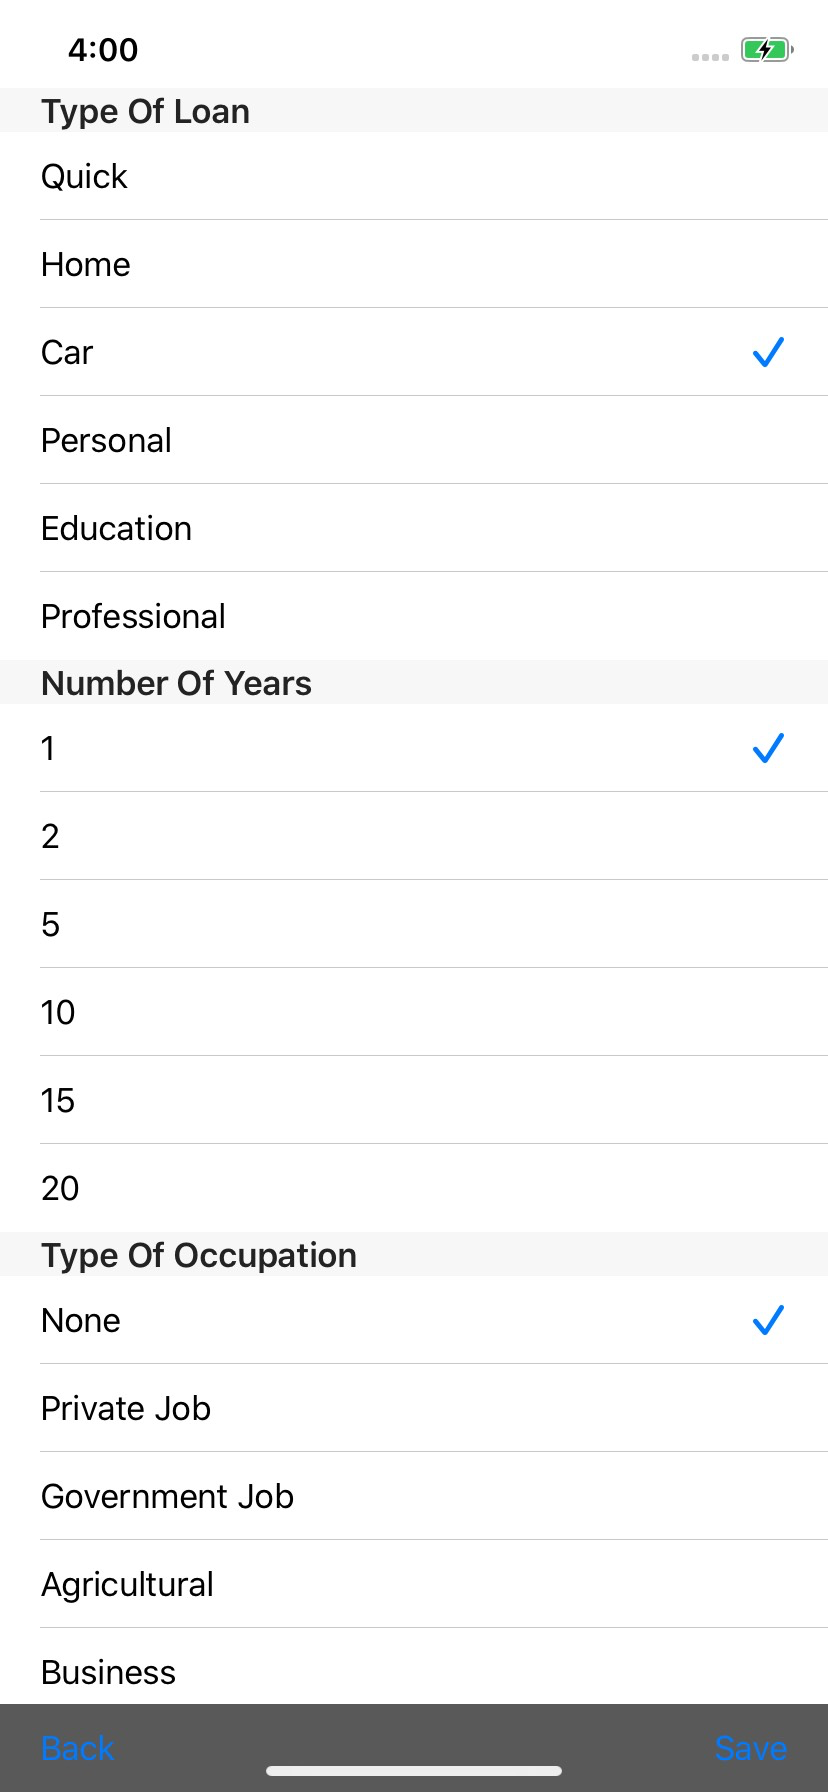 4:00
Type Of Loan
Quick
Home
Car
Personal
Education
Professional
Number Of Years
1
2
5
10
15
20
Type Of Occupation
None
Private Job
Government Job
Agricultural
Business
Back
Save